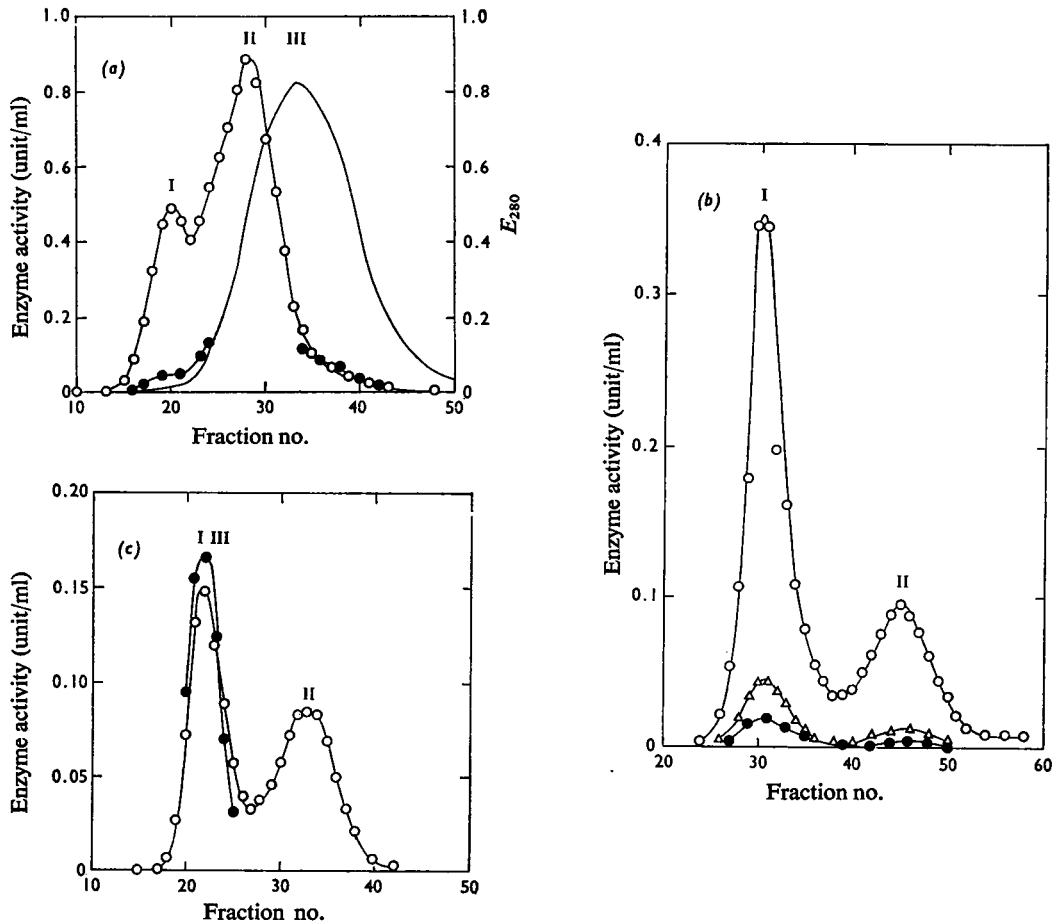 (a)
I
II
III
1.0
0.8
0.6
0.4
0.2
0
1.0
0.8
0.6
0.4
0.2
0
10
20
30
40
50
Enzyme activity (unit/ml)
E280
Fraction no.
(b)
I
II
0.4
0.3
0.2
0.1
0
20
30
40
50
60
Enzyme activity (unit/ml)
Fraction no.
(c)
I III
II
0.20
0.15
0.10
0.05
0
10
20
30
40
50
Enzyme activity (unit/ml)
Fraction no.